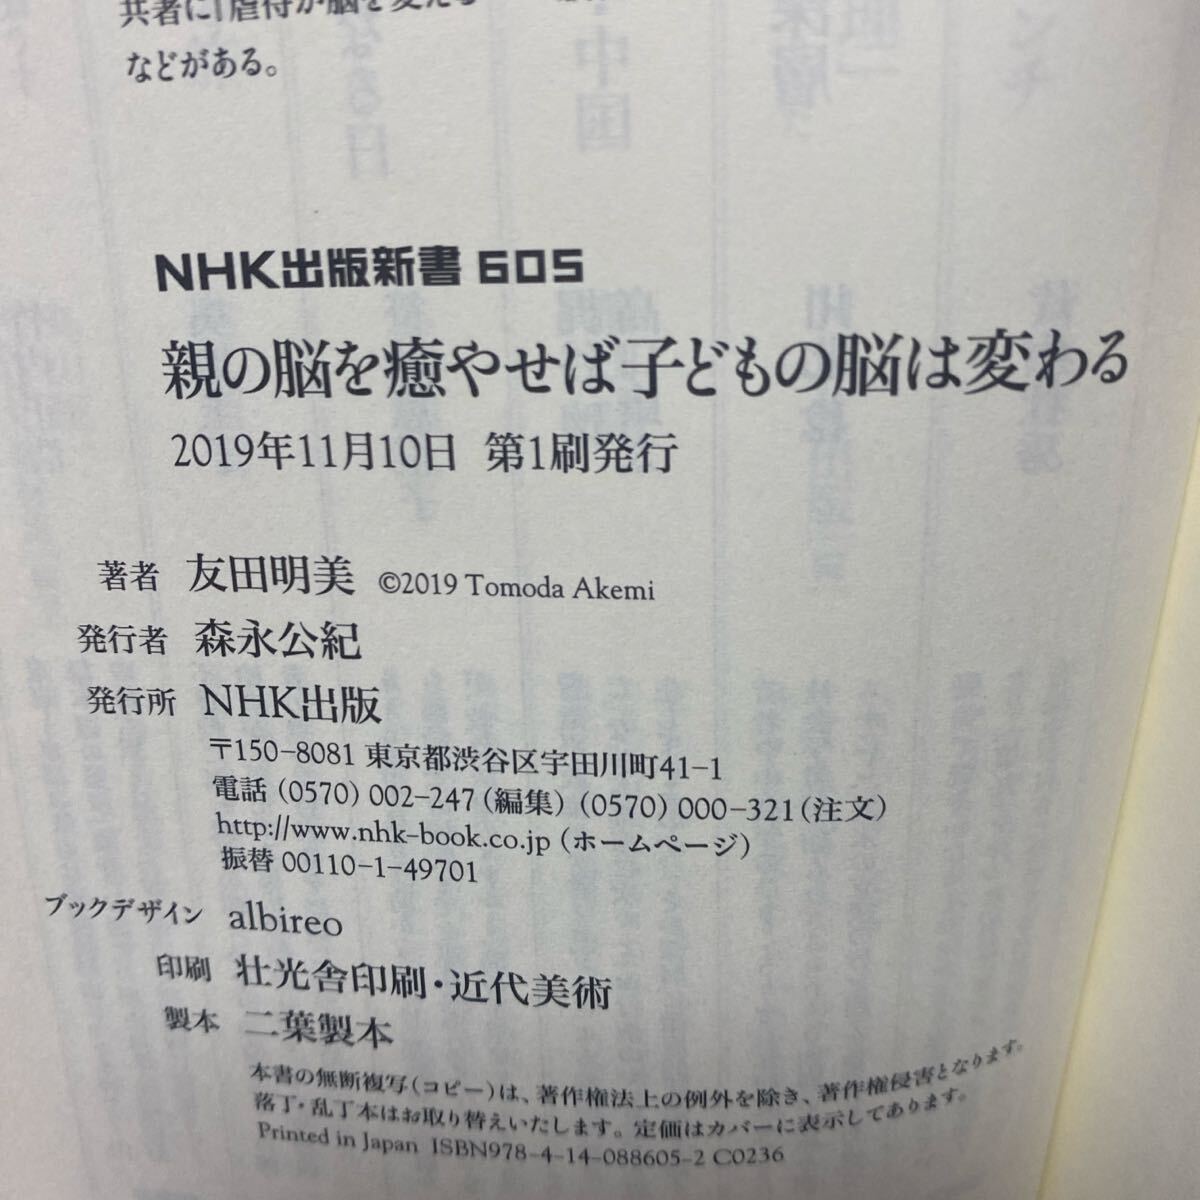 共著に『虐待が脳を変える
などがある。
NHK出版新書 605
親の脳を癒やせば子どもの脳は変わる
2019年11月10日 第1刷発行
著者 友田明美 ©2019 Tomoda Akemi
発行者 森永公紀
発行所 NHK出版
〒150-8081 東京都渋谷区宇田川町41-1
電話 (0570) 002-247 (編集) (0570) 000-321 (注文)
http://www.nhk-book.co.jp (ホームページ)
振替 00110-1-49701
ブックデザイン albireo
印刷 壮光舎印刷・近代美術
製本 二葉製本
本書の無断複写(コピー)は、著作権法上の例外を除き、著作権侵害となります。
落丁・乱丁本はお取り替えいたします。定価はカバーに表示してあります。
Printed in Japan ISBN978-4-14-088605-2 C0236